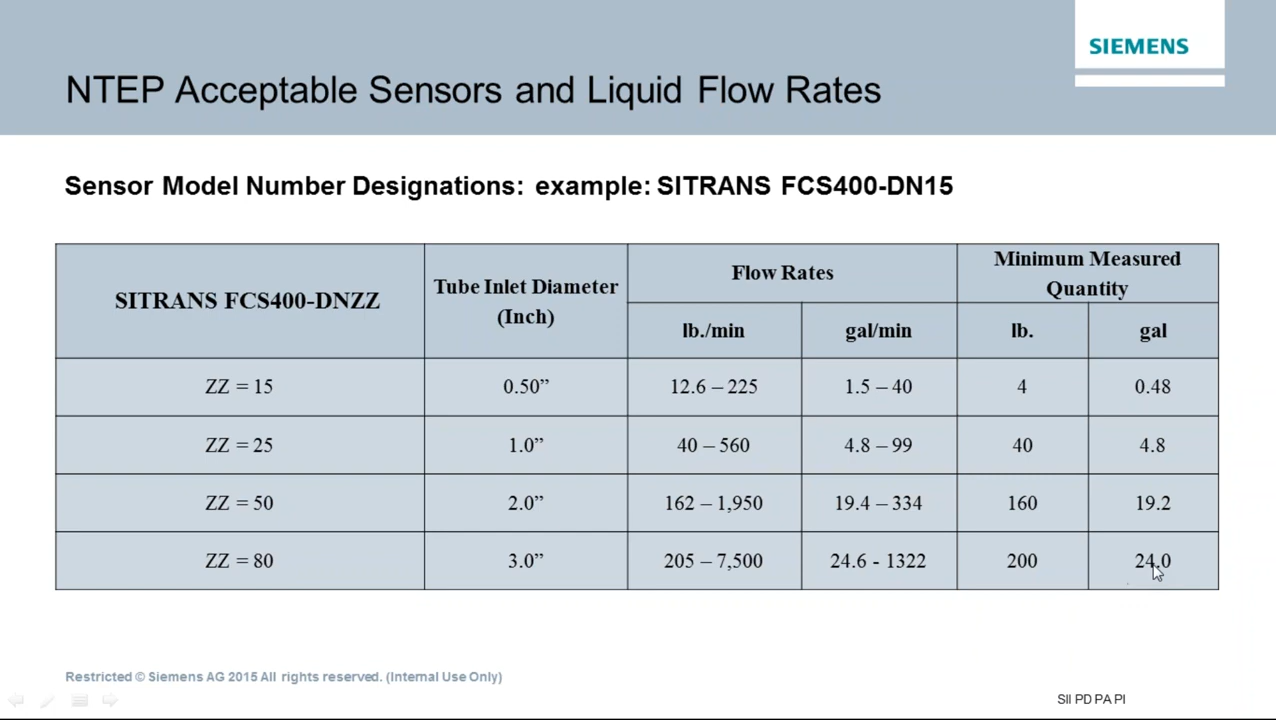 SIEMENS
NTEP Acceptable Sensors and Liquid Flow Rates
Sensor Model Number Designations: example: SITRANS FCS400-DN15
SITRANS FCS400-DNZZ
Tube Inlet Diameter
(Inch)
Flow Rates
Minimum Measured
Quantity
lb./min gal/min lb. gal
ZZ = 15 0.50” 12.6 – 225 1.5 – 40 4 0.48
ZZ = 25 1.0” 40 – 560 4.8 – 99 40 4.8
ZZ = 50 2.0” 162 – 1,950 19.4 – 334 160 19.2
ZZ = 80 3.0” 205 – 7,500 24.6 - 1322 200 24.0
Restricted © Siemens AG 2015 All rights reserved. (Internal Use Only)
SII PD PA PI